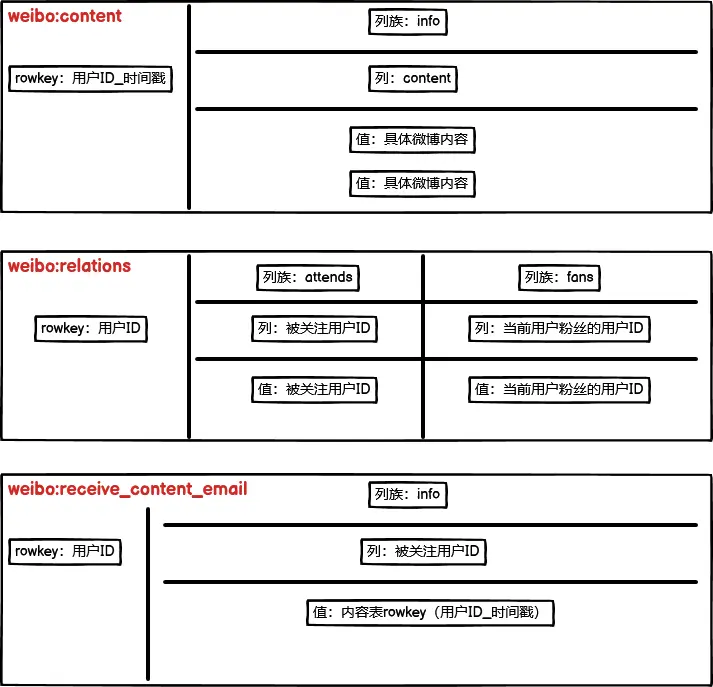 weibo:content
列族：info
rowkey：用户ID_时间戳
列：content
值：具体微博内容
值：具体微博内容
weibo:relations
列族：attends
列族：fans
rowkey：用户ID
列：被关注用户ID
列：当前用户粉丝的用户ID
值：被关注用户ID
值：当前用户粉丝的用户ID
weibo:receive_content_email
列族：info
rowkey：用户ID
列：被关注用户ID
值：内容表rowkey（用户ID_时间戳）